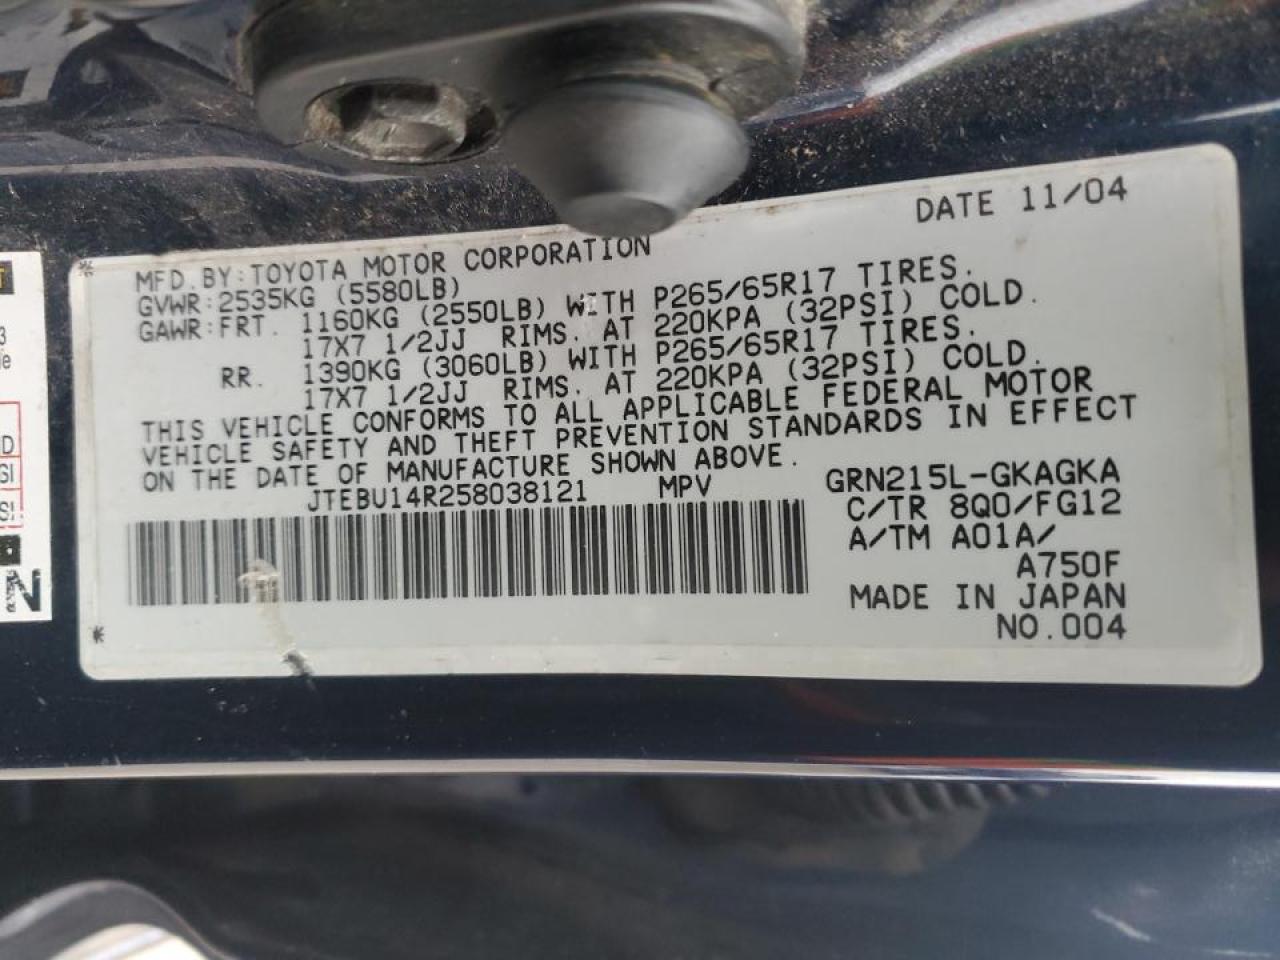 DATE 11/04
MFD.BY:TOYOTA MOTOR CORPORATION
GVWR:2535KG (5580LB)
GAWR:FRT. 1160KG (2550LB) WITH P265/65R17 TIRES.
17X7 1/2JJ RIMS. AT 220KPA (32PSI) COLD.
RR. 1390KG (3060LB) WITH P265/65R17 TIRES.
17X7 1/2JJ RIMS. AT 220KPA (32PSI) COLD.
THIS VEHICLE CONFORMS TO ALL APPLICABLE FEDERAL MOTOR
VEHICLE SAFETY AND THEFT PREVENTION STANDARDS IN EFFECT
ON THE DATE OF MANUFACTURE SHOWN ABOVE.
JTEBU14R258038121 MPV
GRN215L-GKAGKA
C/TR 8Q0/FG12
A/TM A01A/
A750F
MADE IN JAPAN
NO.004